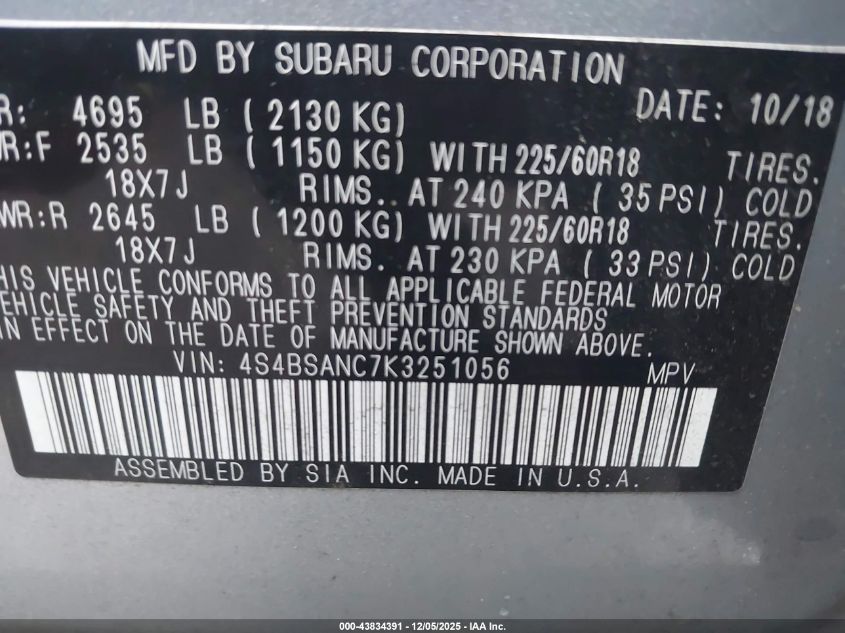 MFD BY SUBARU CORPORATION
DATE: 10/18
R: 4695 LB ( 2130 KG)
WR:F 2535 LB ( 1150 KG) WITH 225/60R18 TIRES.
18X7J RIMS. AT 240 KPA ( 35 PSI) COLD
WR:R 2645 LB ( 1200 KG) WITH 225/60R18 TIRES.
18X7J RIMS. AT 230 KPA ( 33 PSI) COLD
HIS VEHICLE CONFORMS TO ALL APPLICABLE FEDERAL MOTOR
VEHICLE SAFETY AND THEFT PREVENTION STANDARDS
IN EFFECT ON THE DATE OF MANUFACTURE SHOWN ABOVE.
VIN: 4S4BSANC7K3251056 MPV
ASSEMBLED BY SIA INC. MADE IN U.S.A.
000-43834391 - 12/05/2025 - IAA Inc.